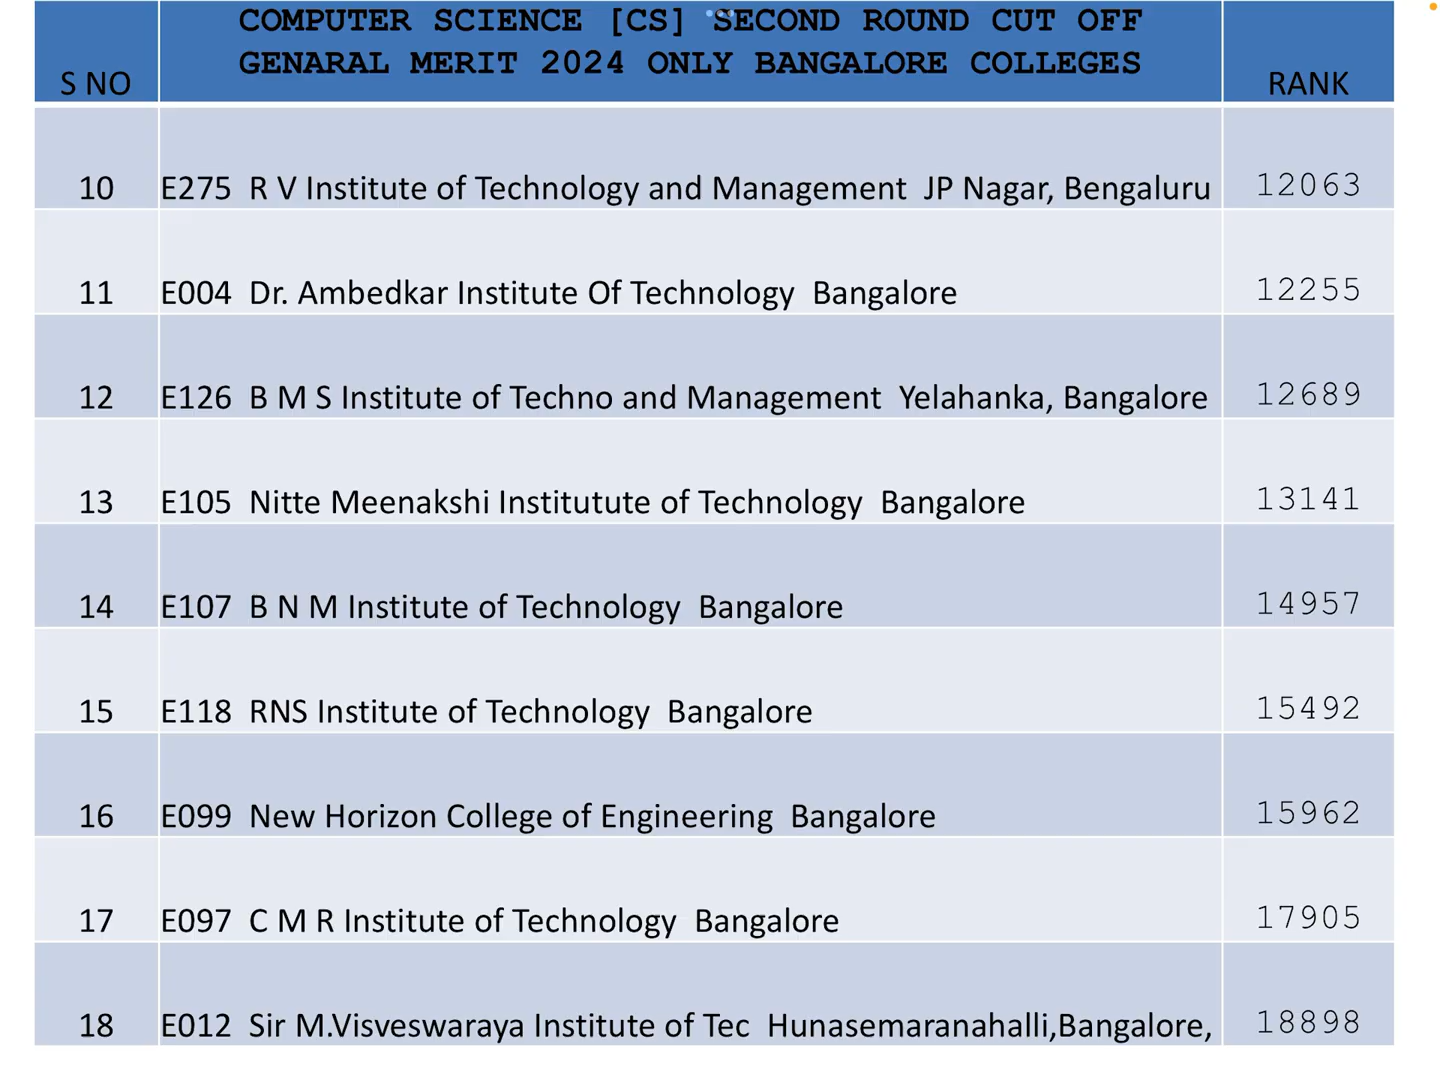 S NO COMPUTER SCIENCE [CS] SECOND ROUND CUT OFF
GENARAL MERIT 2024 ONLY BANGALORE COLLEGES RANK
10 E275 R V Institute of Technology and Management JP Nagar, Bengaluru 12063
11 E004 Dr. Ambedkar Institute Of Technology Bangalore 12255
12 E126 B M S Institute of Techno and Management Yelahanka, Bangalore 12689
13 E105 Nitte Meenakshi Institutute of Technology Bangalore 13141
14 E107 B N M Institute of Technology Bangalore 14957
15 E118 RNS Institute of Technology Bangalore 15492
16 E099 New Horizon College of Engineering Bangalore 15962
17 E097 C M R Institute of Technology Bangalore 17905
18 E012 Sir M.Visveswaraya Institute of Tec Hunasemaranahalli,Bangalore, 18898